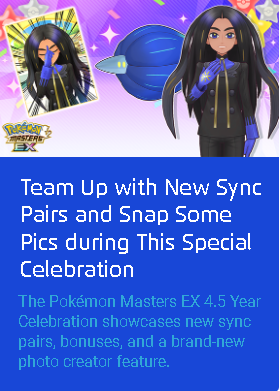 POKÉMON
MASTERS
EX
Team Up with New Sync
Pairs and Snap Some
Pics during This Special
Celebration
The Pokémon Masters EX 4.5 Year
Celebration showcases new sync
pairs, bonuses, and a brand-new
photo creator feature.